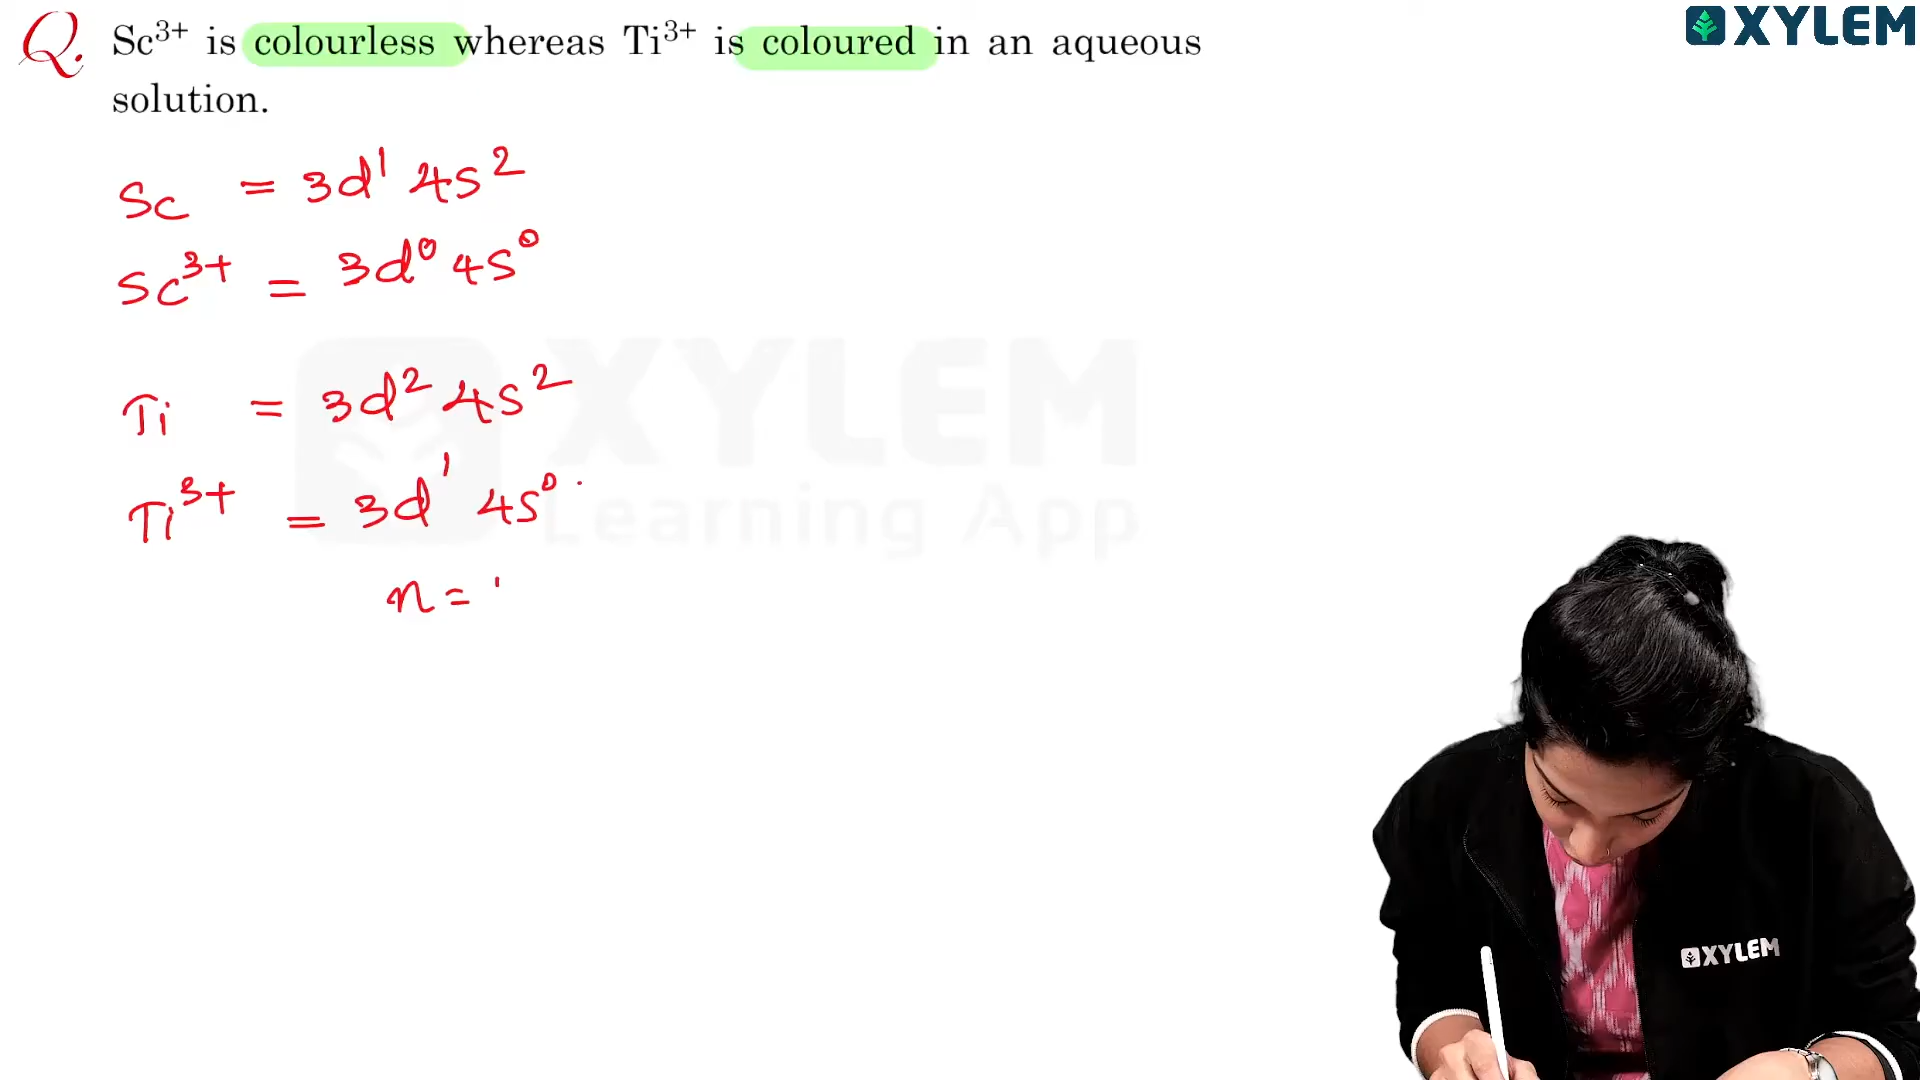 XYLEM
Q. Sc³⁺ is colourless whereas Ti³⁺ is coloured in an aqueous
solution.
Sc = 3d¹ 4s²
Sc³⁺ = 3d⁰ 4s⁰
Ti = 3d² 4s²
Ti³⁺ = 3d¹ 4s⁰
n =
XYLEM
Learning App
XYLEM